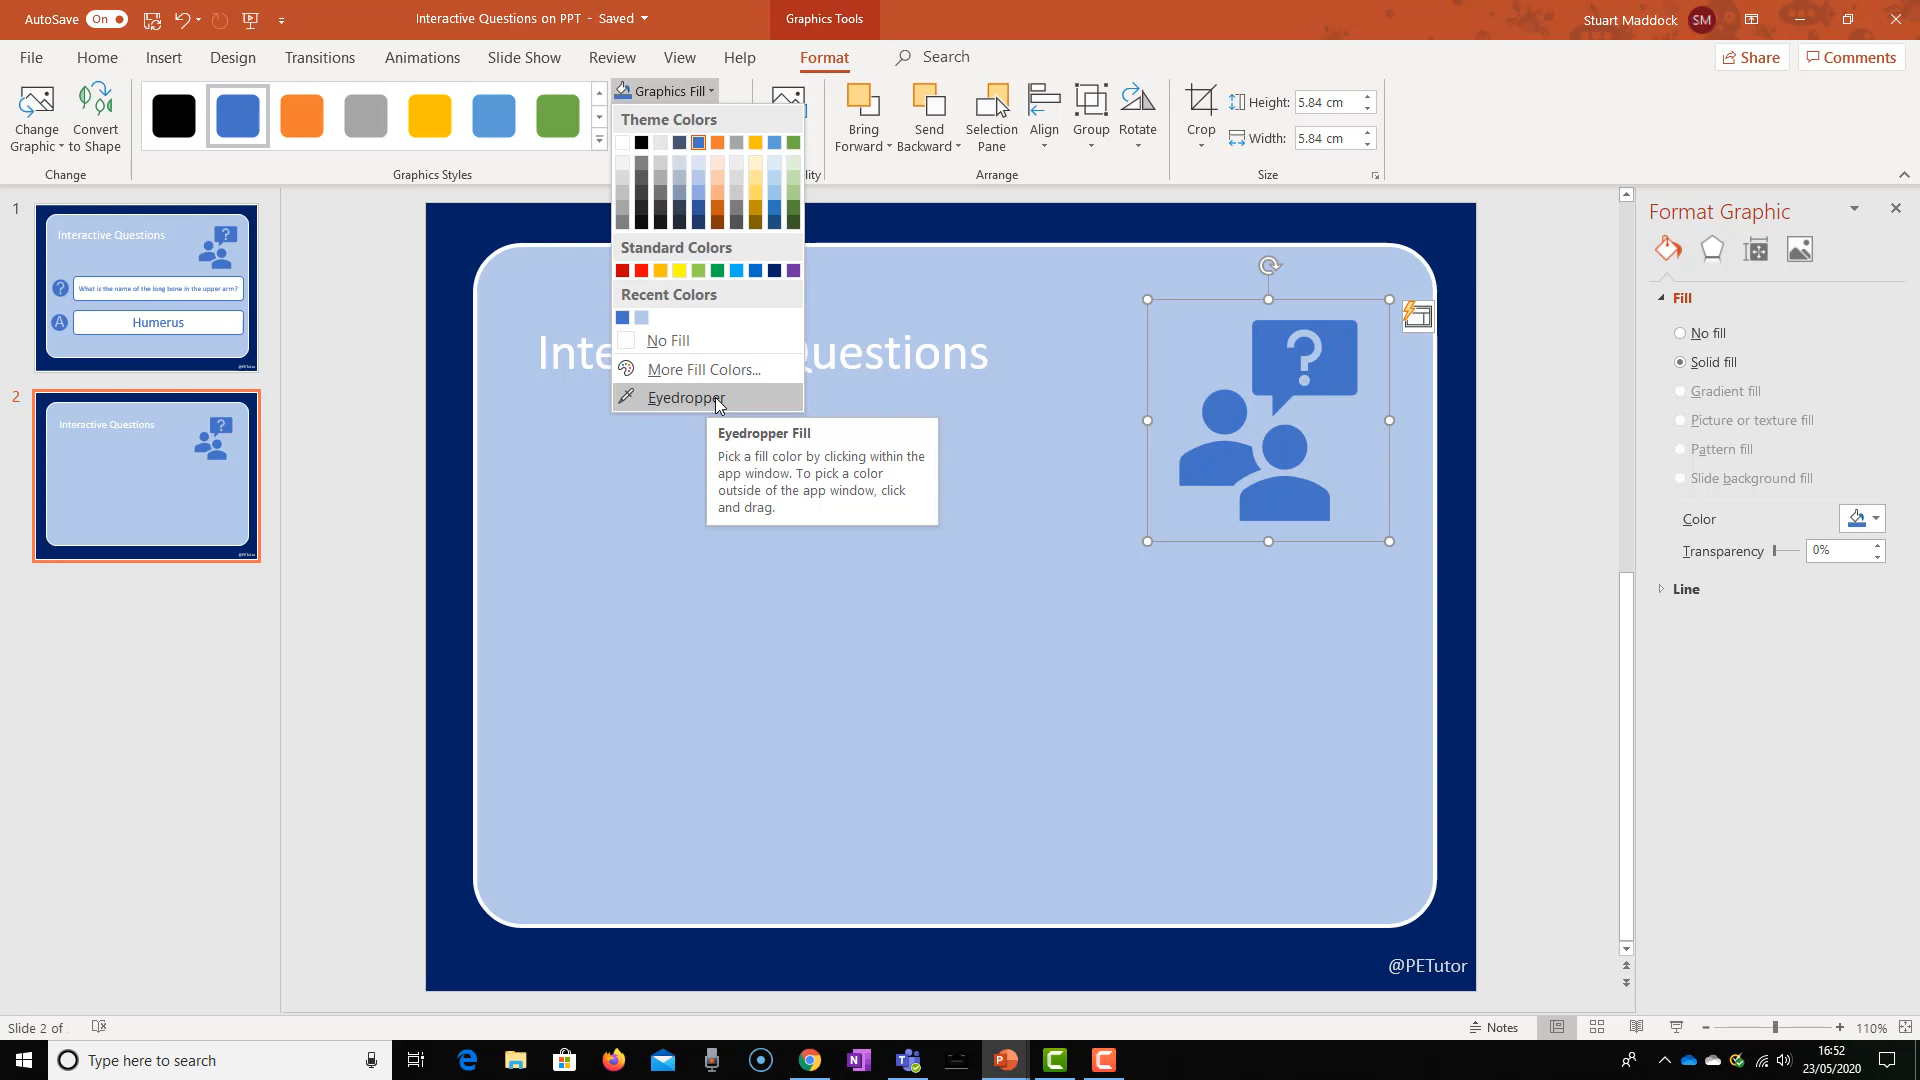 AutoSave On
Interactive Questions on PPT - Saved
Graphics Tools
Stuart Maddock SM
File Home Insert Design Transitions Animations Slide Show Review View Help Format Search
Share Comments
Change Graphic
Convert to Shape
Graphics Fill
Bring Forward
Send Backward
Selection Pane
Align
Group
Rotate
Crop
Height: 5.84 cm
Width: 5.84 cm
Change
Graphics Styles
Arrange
Size
Theme Colors
Standard Colors
Recent Colors
No Fill
More Fill Colors...
Eyedropper
Eyedropper Fill
Pick a fill color by clicking within the
app window. To pick a color
outside of the app window, click
and drag.
1
Interactive Questions
?
? What is the name of the long bone in the upper arm?
A Humerus
@PETutor
2
Interactive Questions
?
@PETutor
Inte Questions
?
@PETutor
Format Graphic
Fill
No fill
Solid fill
Gradient fill
Picture or texture fill
Pattern fill
Slide background fill
Color
Transparency 0%
Line
Slide 2 of
Notes
110%
Type here to search
16:52
23/05/2020